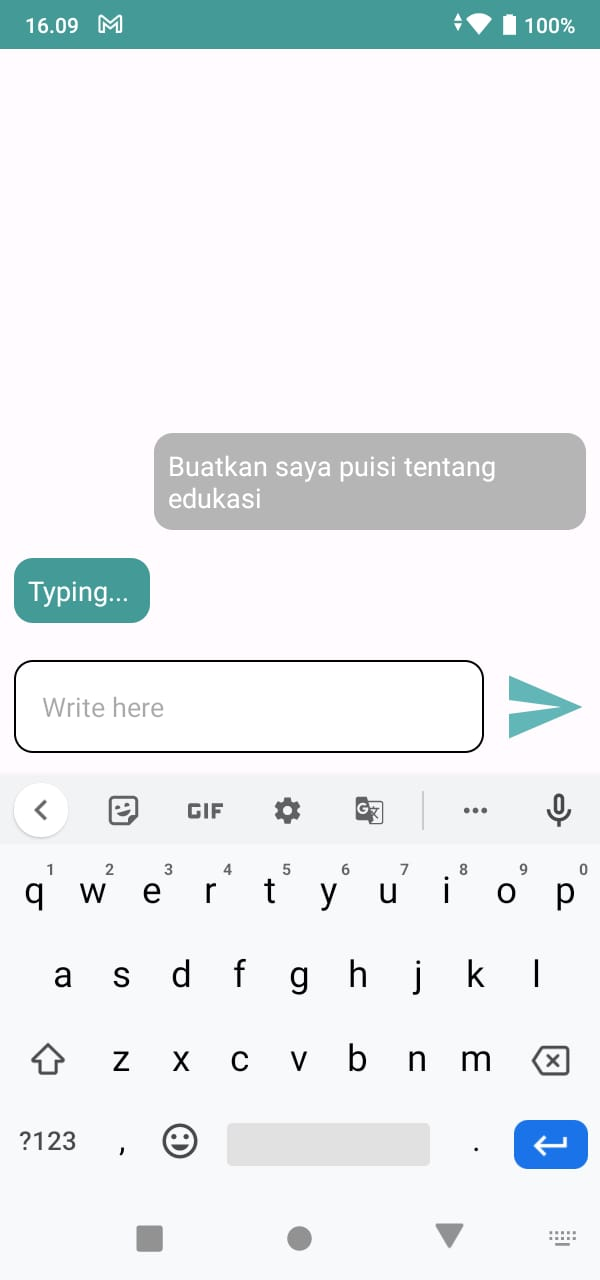 16.09 100%
Buatkan saya puisi tentang
edukasi
Typing...
Write here
GIF G
1 2 3 4 5 6 7 8 9 0
q w e r t y u i o p
a s d f g h j k l
z x c v b n m
?123 , .